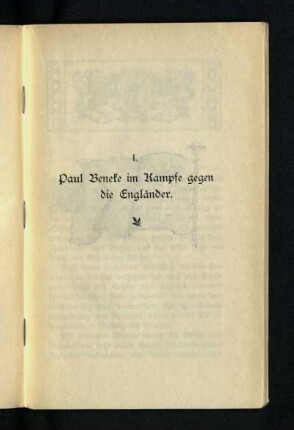 I.
Paul Beneke im Kampfe gegen
die Engländer.